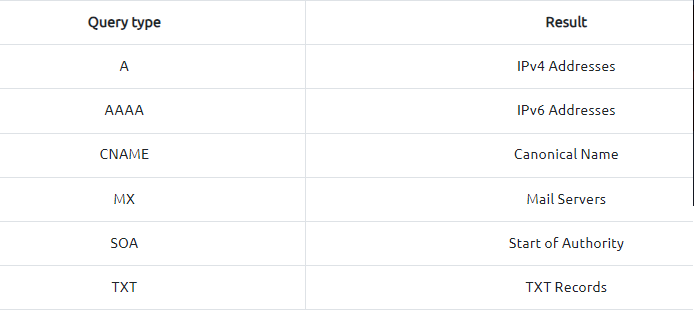 Query type Result
A IPv4 Addresses
AAAA IPv6 Addresses
CNAME Canonical Name
MX Mail Servers
SOA Start of Authority
TXT TXT Records